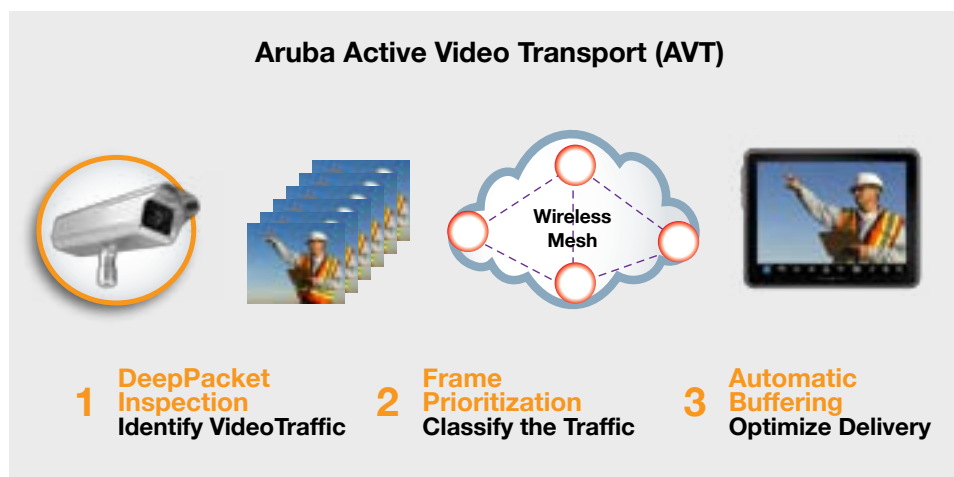 Aruba Active Video Transport (AVT)
Wireless
Mesh
1
DeepPacket
Inspection
Identify VideoTraffic
2
Frame
Prioritization
Classify the Traffic
3
Automatic
Buffering
Optimize Delivery